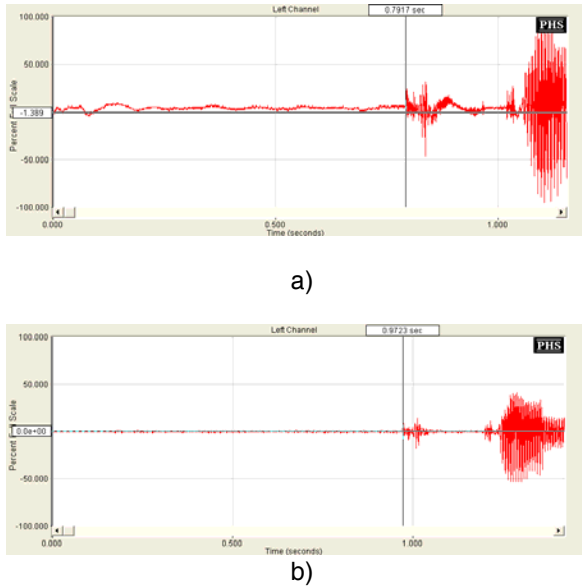 Left Channel 0.7917 sec
100.000 PHS
50.000
-1.389
-50.000
-100.000
Percent Scale
0.000 0.500 1.000
Time (seconds)
a)
Left Channel 0.9723 sec
100.000 PHS
50.000
0.0e+00
-50.000
-100.000
Percent Scale
0.000 0.500 1.000
Time (seconds)
b)